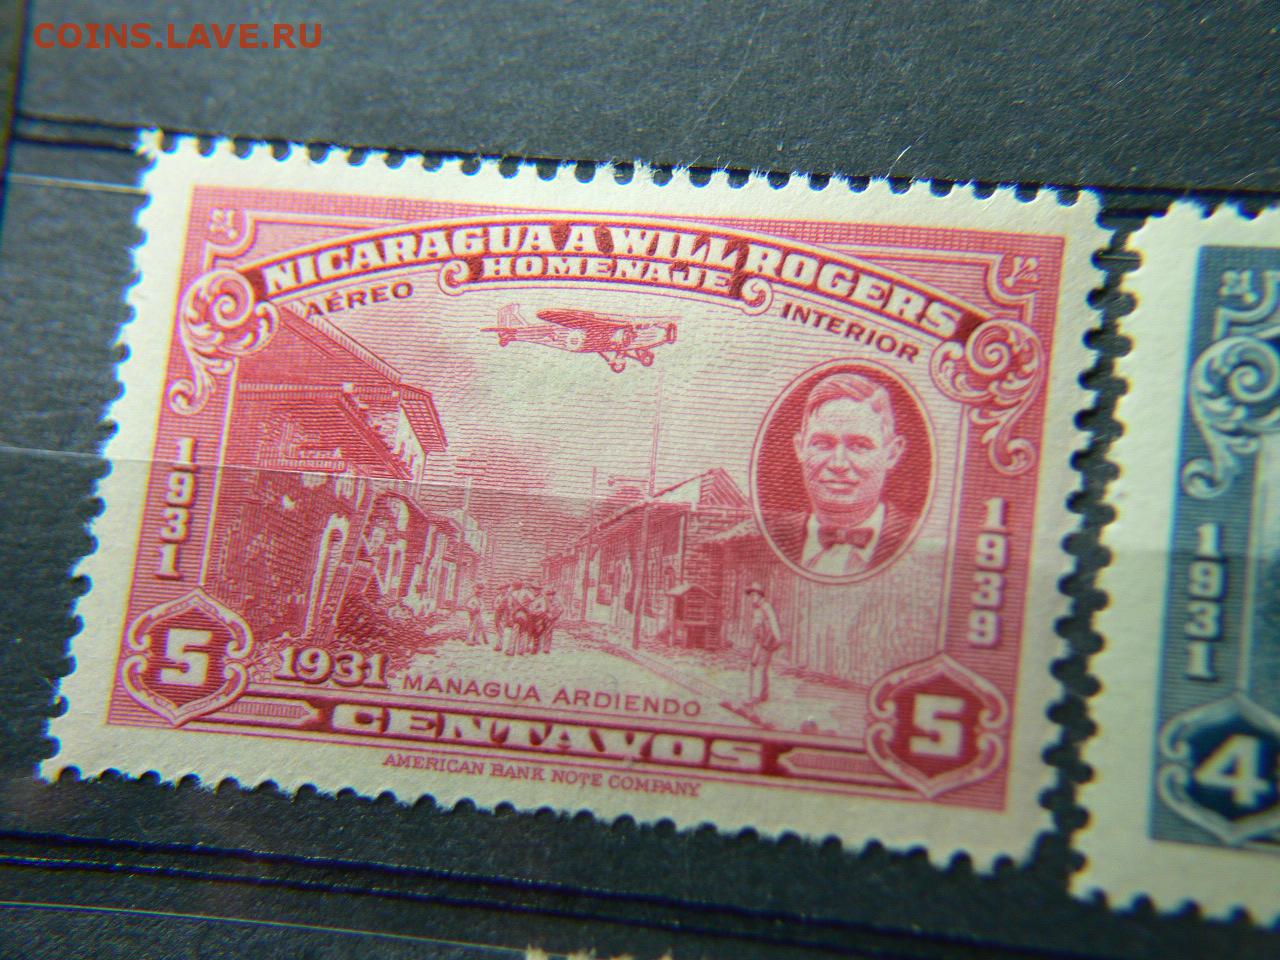 COINS.LAVE.RU
NICARAGUA A WILL ROGERS
HOMENAJE
AÉREO
INTERIOR
1931
1939
5
1931 MANAGUA ARDIENDO
5
CENTAVOS
AMERICAN BANK NOTE COMPANY
1931
4